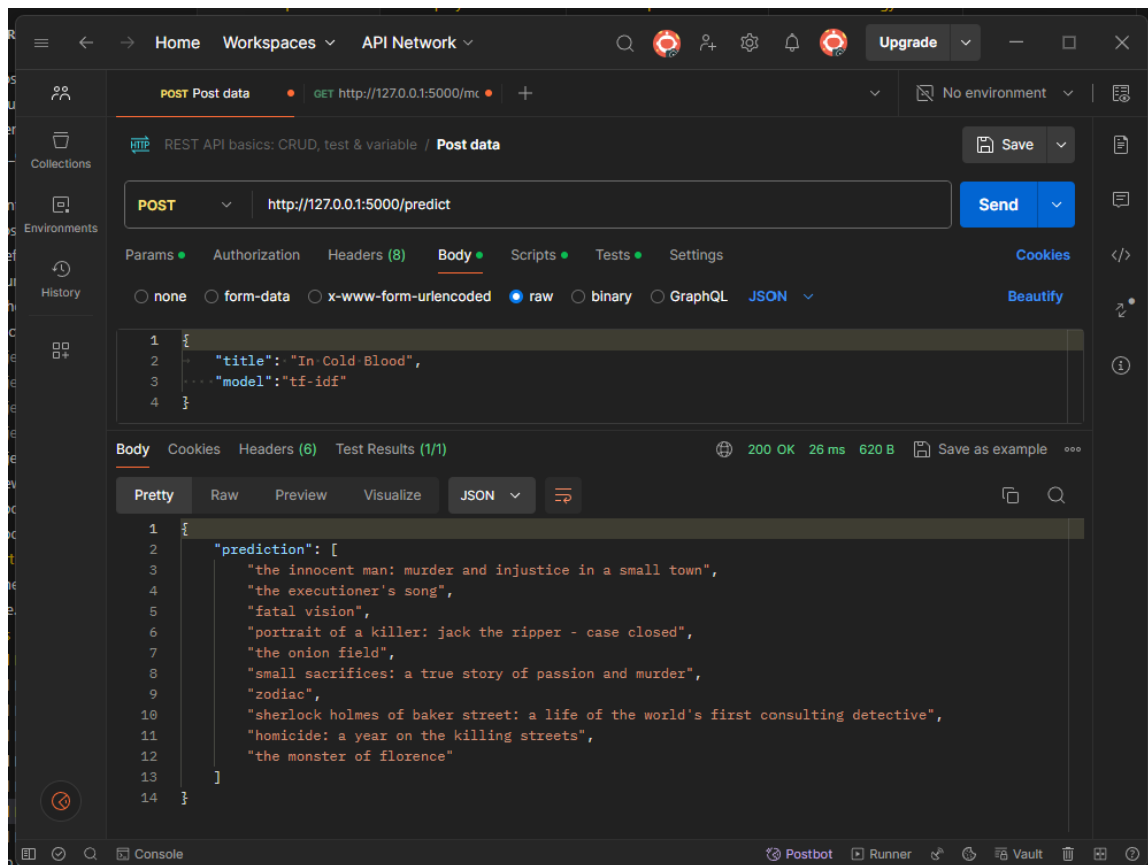 Home Workspaces API Network Upgrade
POST Post data GET http://127.0.0.1:5000/mc No environment
HTTP REST API basics: CRUD, test & variable / Post data Save
Collections
POST http://127.0.0.1:5000/predict Send
Environments
Params Authorization Headers (8) Body Scripts Tests Settings Cookies
History
none form-data x-www-form-urlencoded raw binary GraphQL JSON Beautify
1 {
2 "title": "In Cold Blood",
3 "model":"tf-idf"
4 }
Body Cookies Headers (6) Test Results (1/1) 200 OK 26 ms 620 B Save as example
Pretty Raw Preview Visualize JSON
1 {
2 "prediction": [
3 "the innocent man: murder and injustice in a small town",
4 "the executioner's song",
5 "fatal vision",
6 "portrait of a killer: jack the ripper - case closed",
7 "the onion field",
8 "small sacrifices: a true story of passion and murder",
9 "zodiac",
10 "sherlock holmes of baker street: a life of the world's first consulting detective",
11 "homicide: a year on the killing streets",
12 "the monster of florence"
13 ]
14 }
Console Postbot Runner Vault